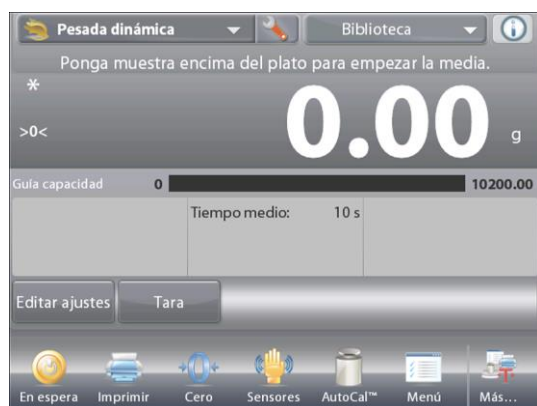 Pesada dinámica Biblioteca
Ponga muestra encima del plato para empezar la media.
*
>0< 0.00 g
Guía capacidad 0 10200.00
Tiempo medio: 10 s
Editar ajustes Tara
En espera Imprimir Cero Sensores AutoCal™ Menú Más...